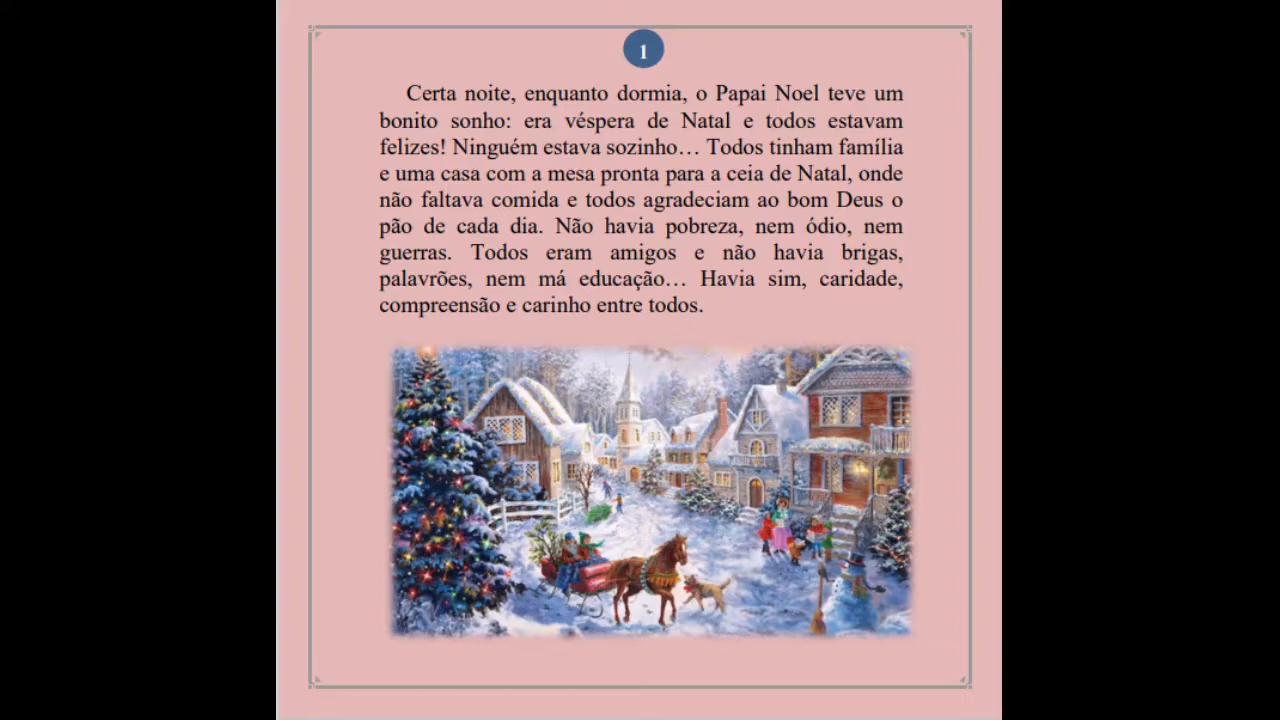 1
Certa noite, enquanto dormia, o Papai Noel teve um
bonito sonho: era véspera de Natal e todos estavam
felizes! Ninguém estava sozinho… Todos tinham família
e uma casa com a mesa pronta para a ceia de Natal, onde
não faltava comida e todos agradeciam ao bom Deus o
pão de cada dia. Não havia pobreza, nem ódio, nem
guerras. Todos eram amigos e não havia brigas,
palavrões, nem má educação… Havia sim, caridade,
compreensão e carinho entre todos.